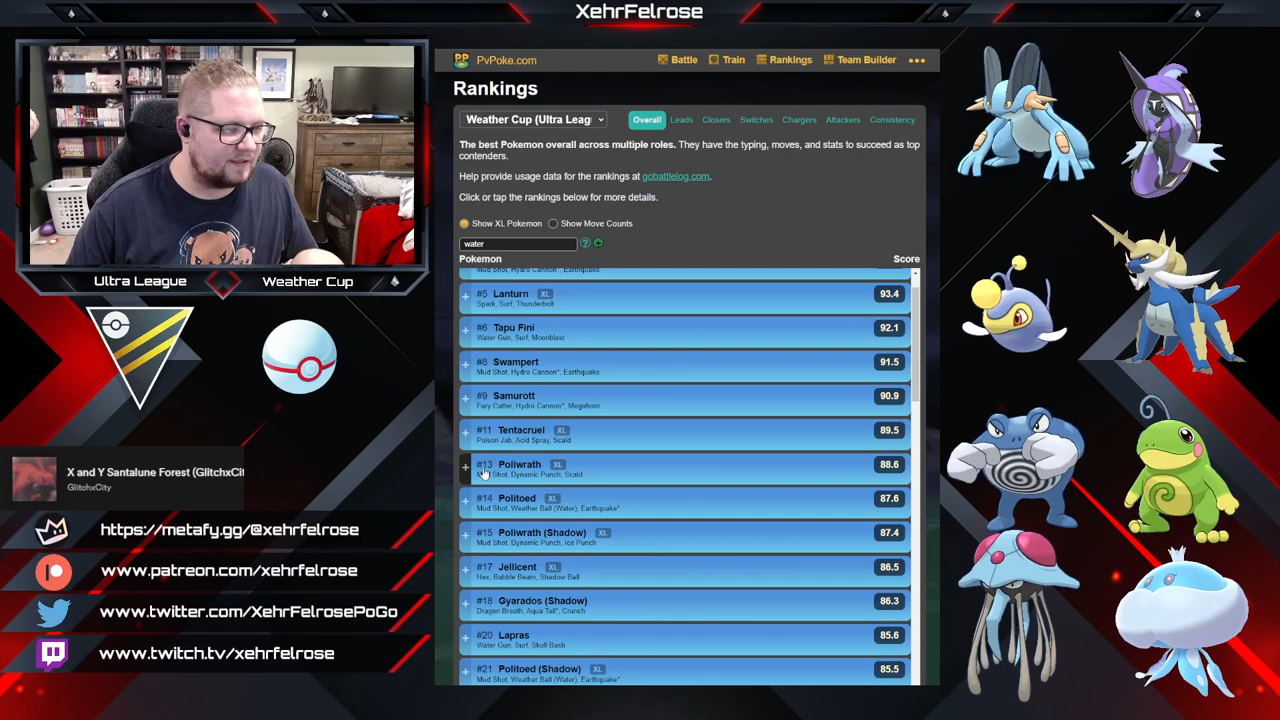 XehrFelrose
Ultra League
Weather Cup
X and Y Santalune Forest (GlitchxCit
GlitchxCity
https://metafy.gg/@xehrfelrose
www.patreon.com/xehrfelrose
www.twitter.com/XehrFelrosePoGo
www.twitch.tv/xehrfelrose
PvPoke.com
Battle
Train
Rankings
Team Builder
Rankings
Weather Cup (Ultra Leag
Overall
Leads
Closers
Switches
Chargers
Attackers
Consistency
The best Pokemon overall across multiple roles. They have the typing, moves, and stats to succeed as top
contenders.
Help provide usage data for the rankings at gobattlelog.com.
Click or tap the rankings below for more details.
Show XL Pokemon
Show Move Counts
water
?
Pokemon
Score
Mud Shot, Hydro Cannon*, Earthquake
#5 Lanturn XL
93.4
Spark, Surf, Thunderbolt
#6 Tapu Fini
92.1
Water Gun, Surf, Moonblast
#8 Swampert
91.5
Mud Shot, Hydro Cannon*, Earthquake
#9 Samurott
90.9
Fury Cutter, Hydro Cannon*, Megahorn
#11 Tentacruel XL
89.5
Poison Jab, Acid Spray, Scald
#13 Poliwrath XL
88.6
Mud Shot, Dynamic Punch, Scald
#14 Politoed XL
87.6
Mud Shot, Weather Ball (Water), Earthquake*
#15 Poliwrath (Shadow) XL
87.4
Mud Shot, Dynamic Punch, Ice Punch
#17 Jellicent XL
86.5
Hex, Bubble Beam, Shadow Ball
#18 Gyarados (Shadow)
86.3
Dragon Breath, Aqua Tail*, Crunch
#20 Lapras
85.6
Water Gun, Surf, Skull Bash
#21 Politoed (Shadow) XL
85.5
Mud Shot, Weather Ball (Water), Earthquake*